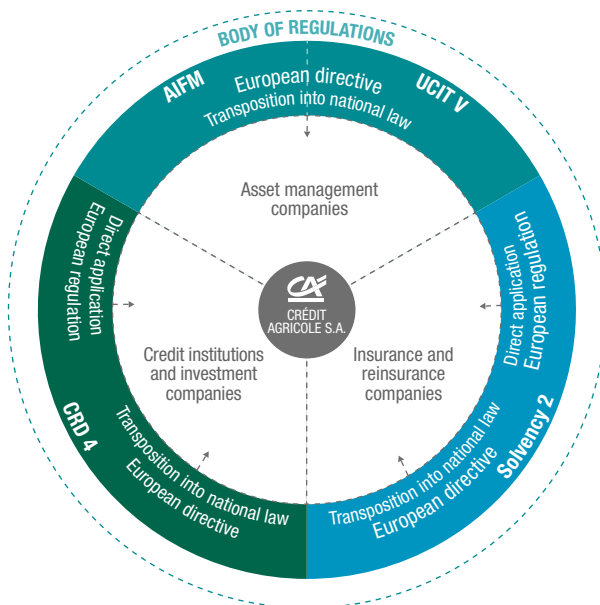 BODY OF REGULATIONS
AIFM
UCIT V
European directive
Transposition into national law
Asset management
companies
Direct application
European regulation
Direct application
European regulation
CA
CRÉDIT
AGRICOLE S.A.
Credit institutions
and investment
companies
Insurance and
reinsurance
companies
CRD 4
Transposition into national law
European directive
Transposition into national law
European directive
Solvency 2